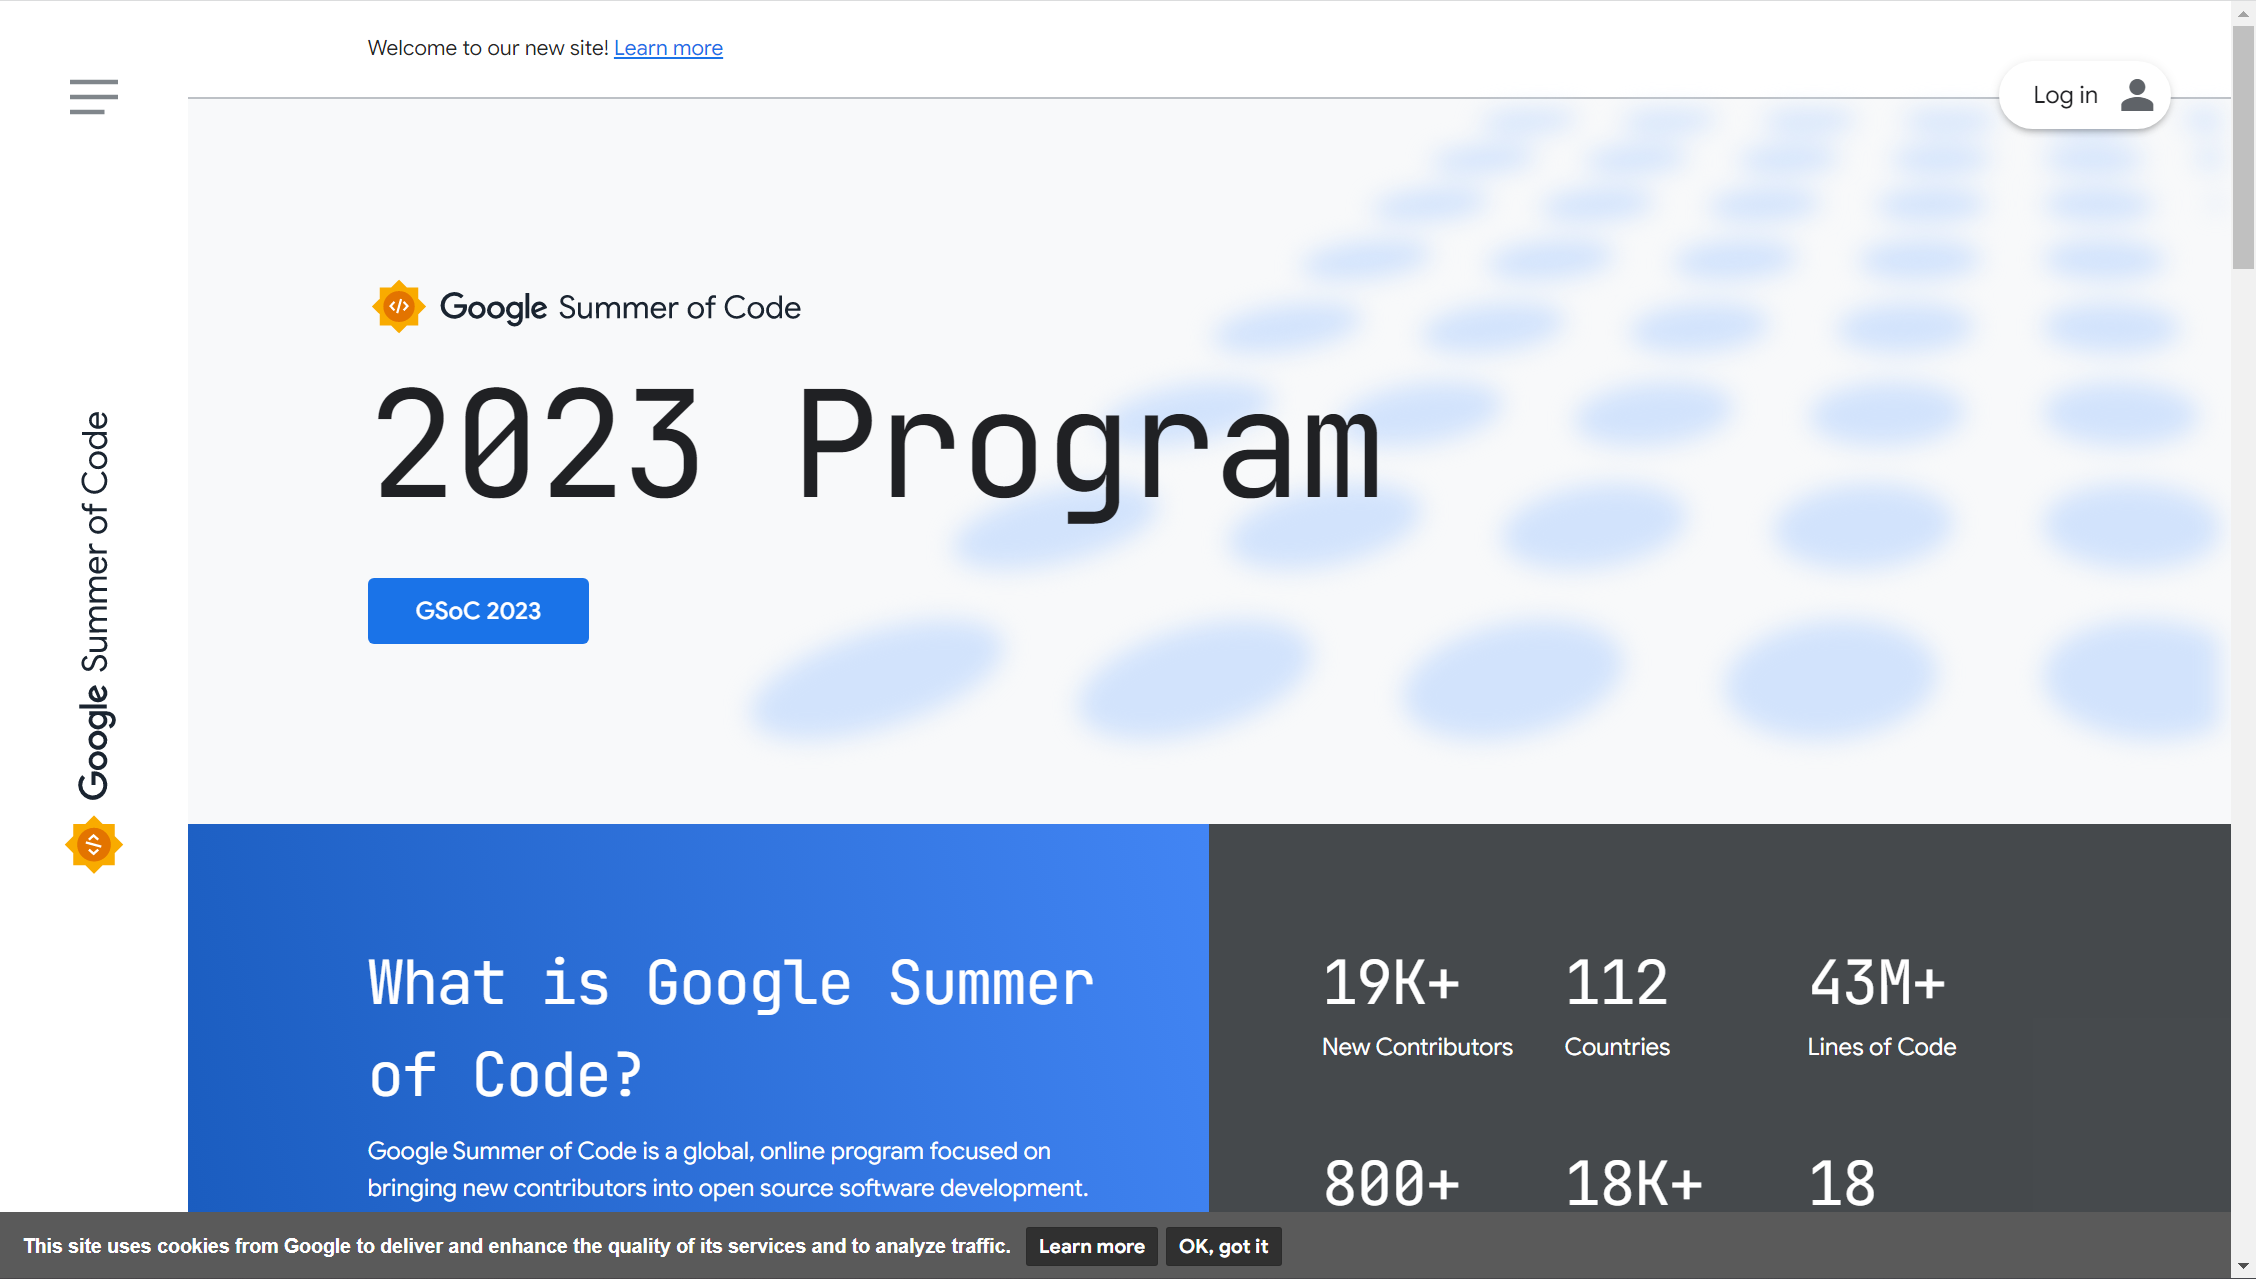 Welcome to our new site! Learn more
Log in
Google Summer of Code
Google Summer of Code
2023 Program
GSoC 2023
What is Google Summer
of Code?
Google Summer of Code is a global, online program focused on
bringing new contributors into open source software development.
19K+
New Contributors
112
Countries
43M+
Lines of Code
800+
18K+
18
This site uses cookies from Google to deliver and enhance the quality of its services and to analyze traffic.
Learn more
OK, got it